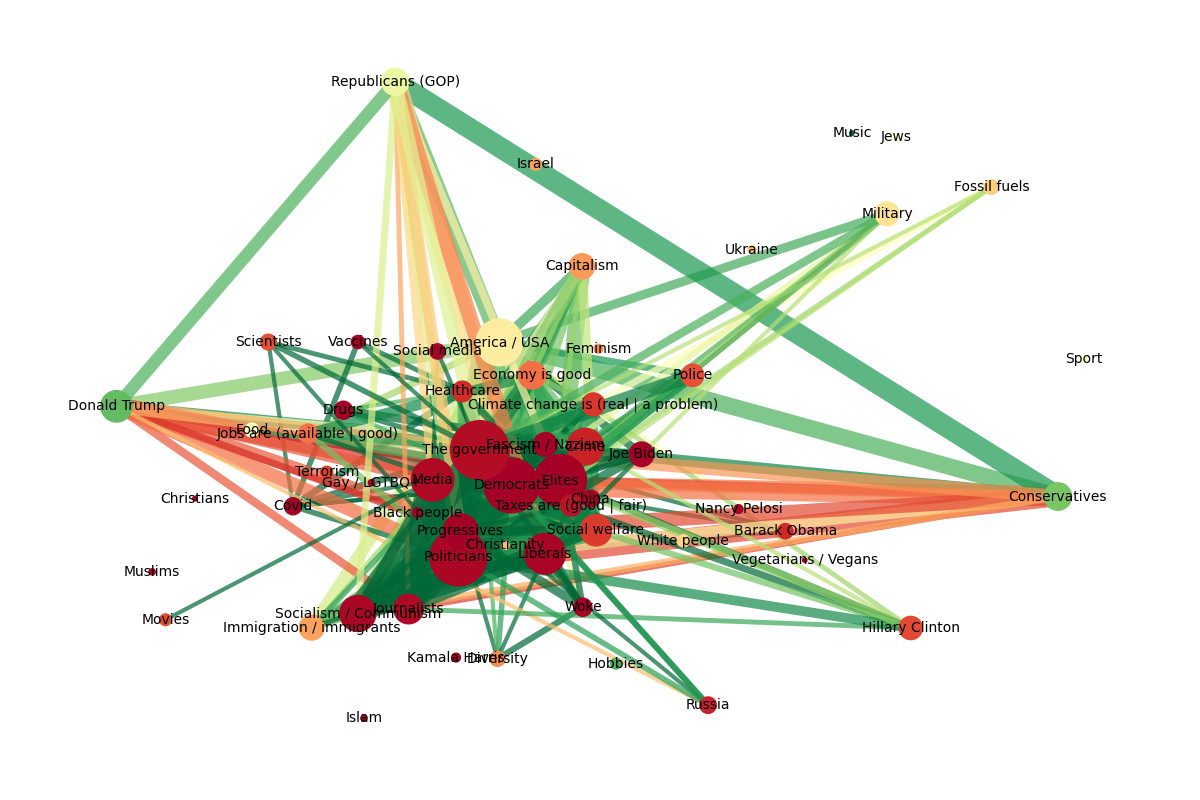 Republicans (GOP)
Music
Jews
Israel
Fossil fuels
Military
Ukraine
Capitalism
Scientists
Vaccines
Social media
America / USA
Feminism
Sport
Economy is good
Police
Healthcare
Donald Trump
Climate change is (real | a problem)
Drugs
Food
Jobs are (available | good)
The government
Fascism / Nazism
Crime
Joe Biden
Terrorism
Gay / LGBTQ+
Media
Democrats
Elites
Christians
Covid
China
Conservatives
Taxes are (good | fair)
Nancy Pelosi
Black people
Progressives
Social welfare
Barack Obama
White people
Christianity
Politicians
Liberals
Vegetarians / Vegans
Muslims
Woke
Journalists
Socialism / Communism
Movies
Immigration / immigrants
Hillary Clinton
Kamala Harris
Diversity
Hobbies
Russia
Islam